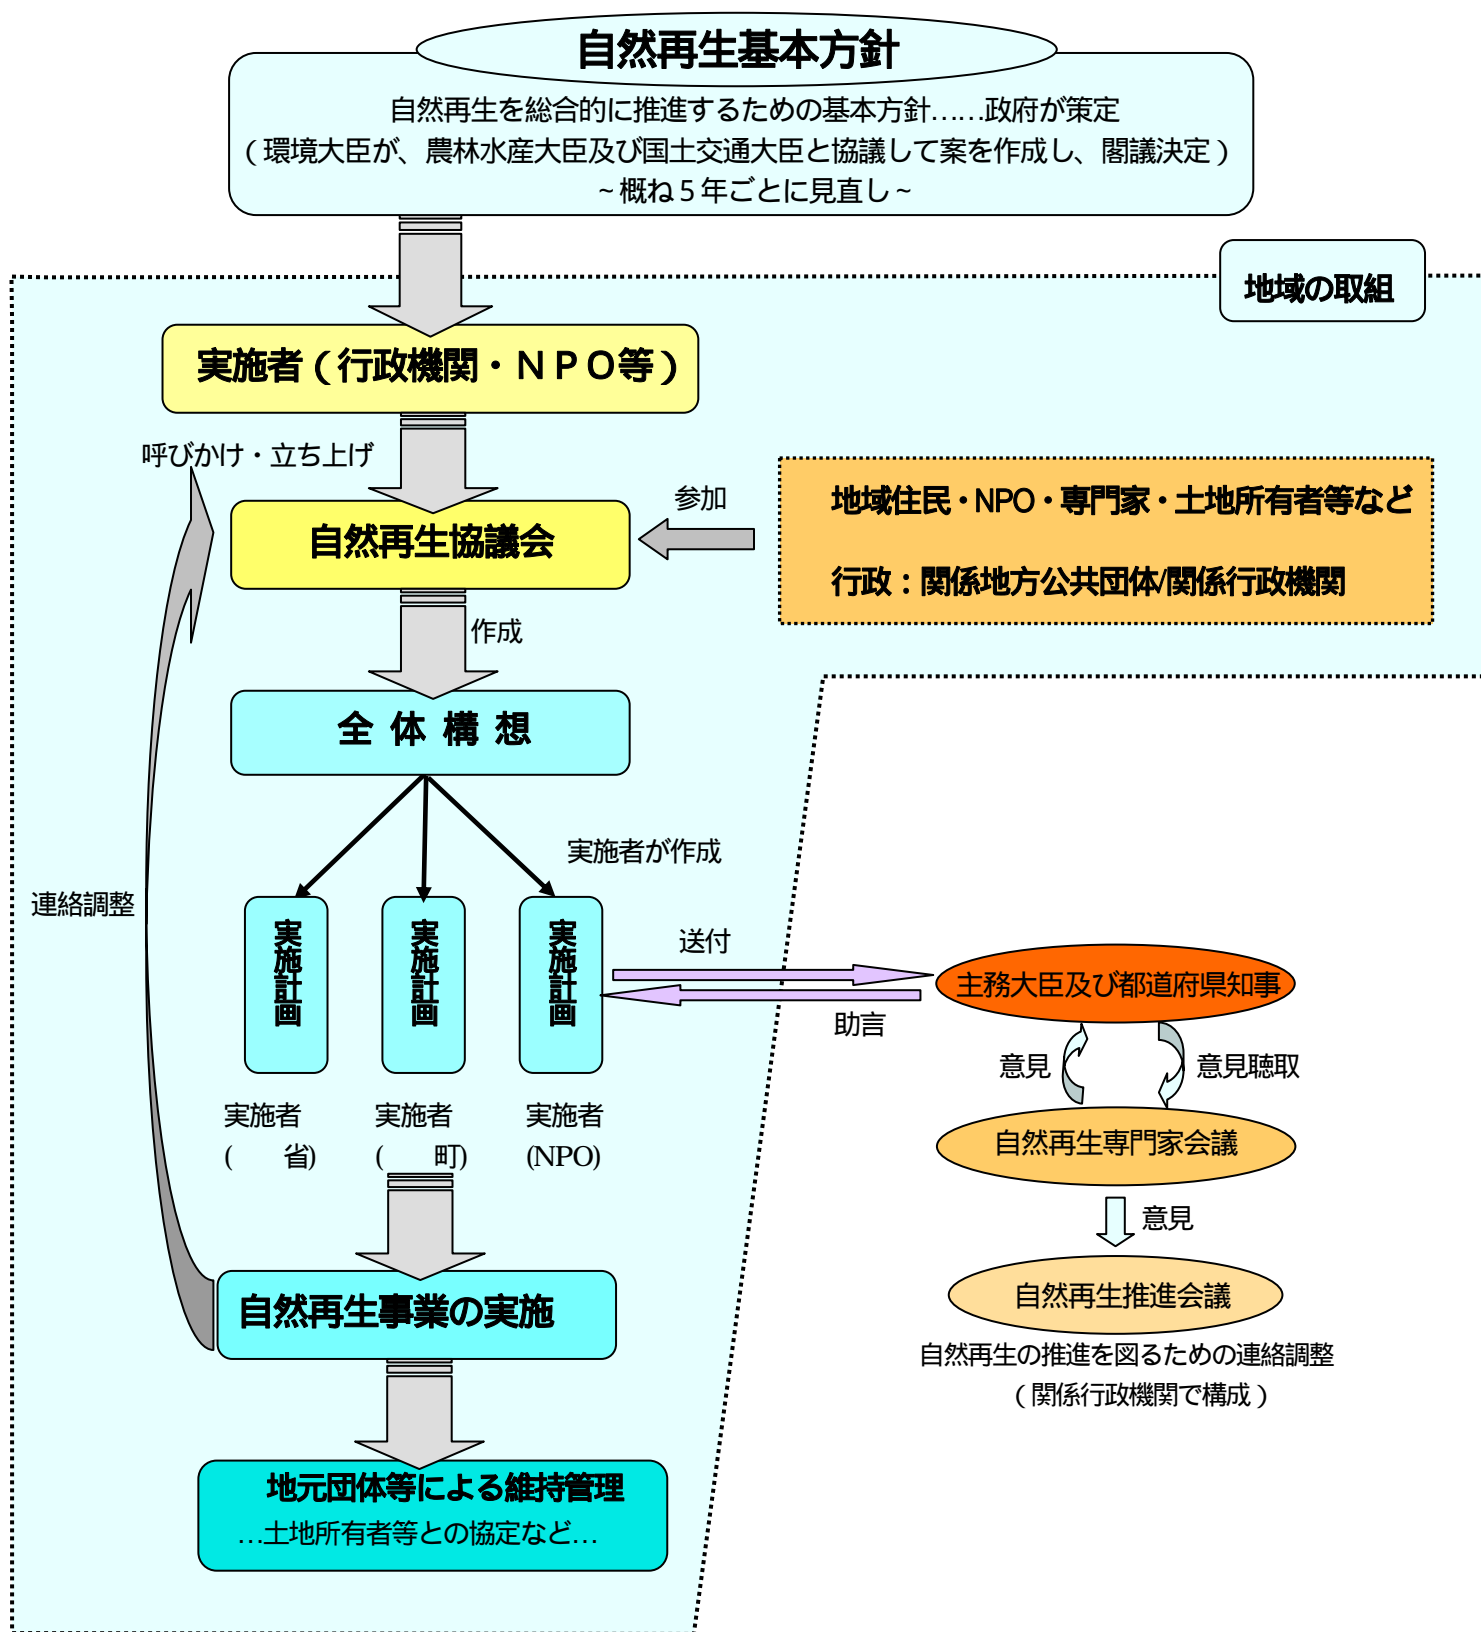 自然再生基本方針
自然再生を総合的に推進するための基本方針……政府が策定
(環境大臣が、農林水産大臣及び国土交通大臣と協議して案を作成し、閣議決定)
~概ね5年ごとに見直し~
地域の取組
実施者(行政機関・NPO等)
呼びかけ・立ち上げ
自然再生協議会
参加
地域住民・NPO・専門家・土地所有者等など
行政:関係地方公共団体/関係行政機関
作成
全体構想
実施者が作成
連絡調整
実施計画
実施計画
実施計画
送付
助言
主務大臣及び都道府県知事
意見
意見聴取
自然再生専門家会議
意見
自然再生推進会議
自然再生の推進を図るための連絡調整
(関係行政機関で構成)
実施者
(  省)
実施者
(  町)
実施者
(NPO)
自然再生事業の実施
地元団体等による維持管理
…土地所有者等との協定など…